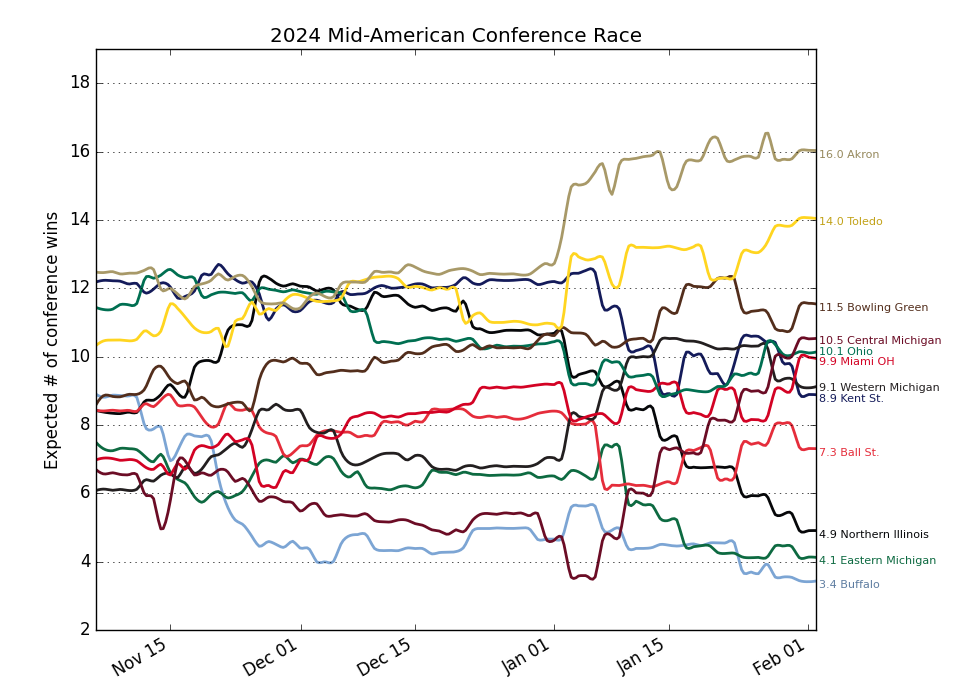 2024 Mid-American Conference Race
Expected # of conference wins
18
16
14
12
10
8
6
4
2
16.0 Akron
14.0 Toledo
11.5 Bowling Green
10.5 Central Michigan
10.1 Ohio
9.9 Miami OH
9.1 Western Michigan
8.9 Kent St.
7.3 Ball St.
4.9 Northern Illinois
4.1 Eastern Michigan
3.4 Buffalo
Nov 15
Dec 01
Dec 15
Jan 01
Jan 15
Feb 01